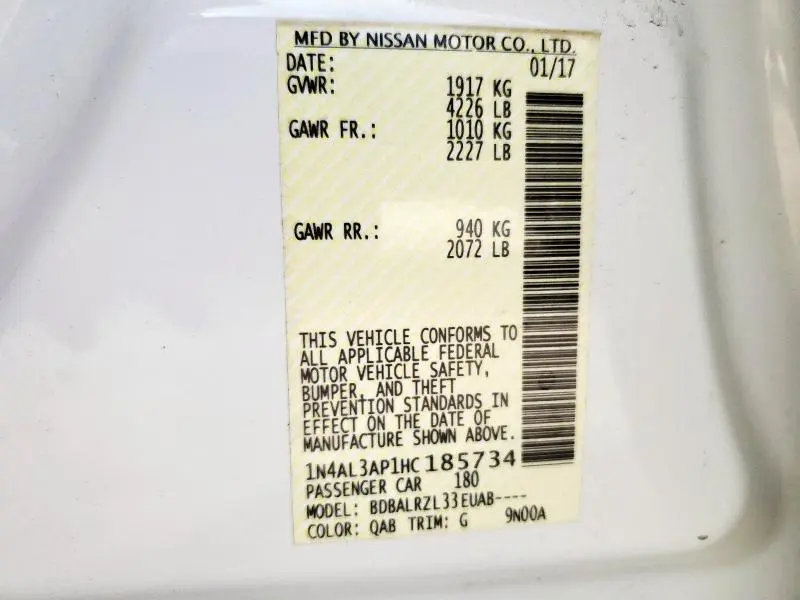 MFD BY NISSAN MOTOR CO., LTD.
DATE: 01/17
GVWR: 1917 KG
4226 LB
GAWR FR.: 1010 KG
2227 LB
GAWR RR.: 940 KG
2072 LB
THIS VEHICLE CONFORMS TO
ALL APPLICABLE FEDERAL
MOTOR VEHICLE SAFETY,
BUMPER, AND THEFT
PREVENTION STANDARDS IN
EFFECT ON THE DATE OF
MANUFACTURE SHOWN ABOVE.
1N4AL3AP1HC185734
PASSENGER CAR 180
MODEL: BDBALRZL33EUAB----
COLOR: QAB TRIM: G 9N00A